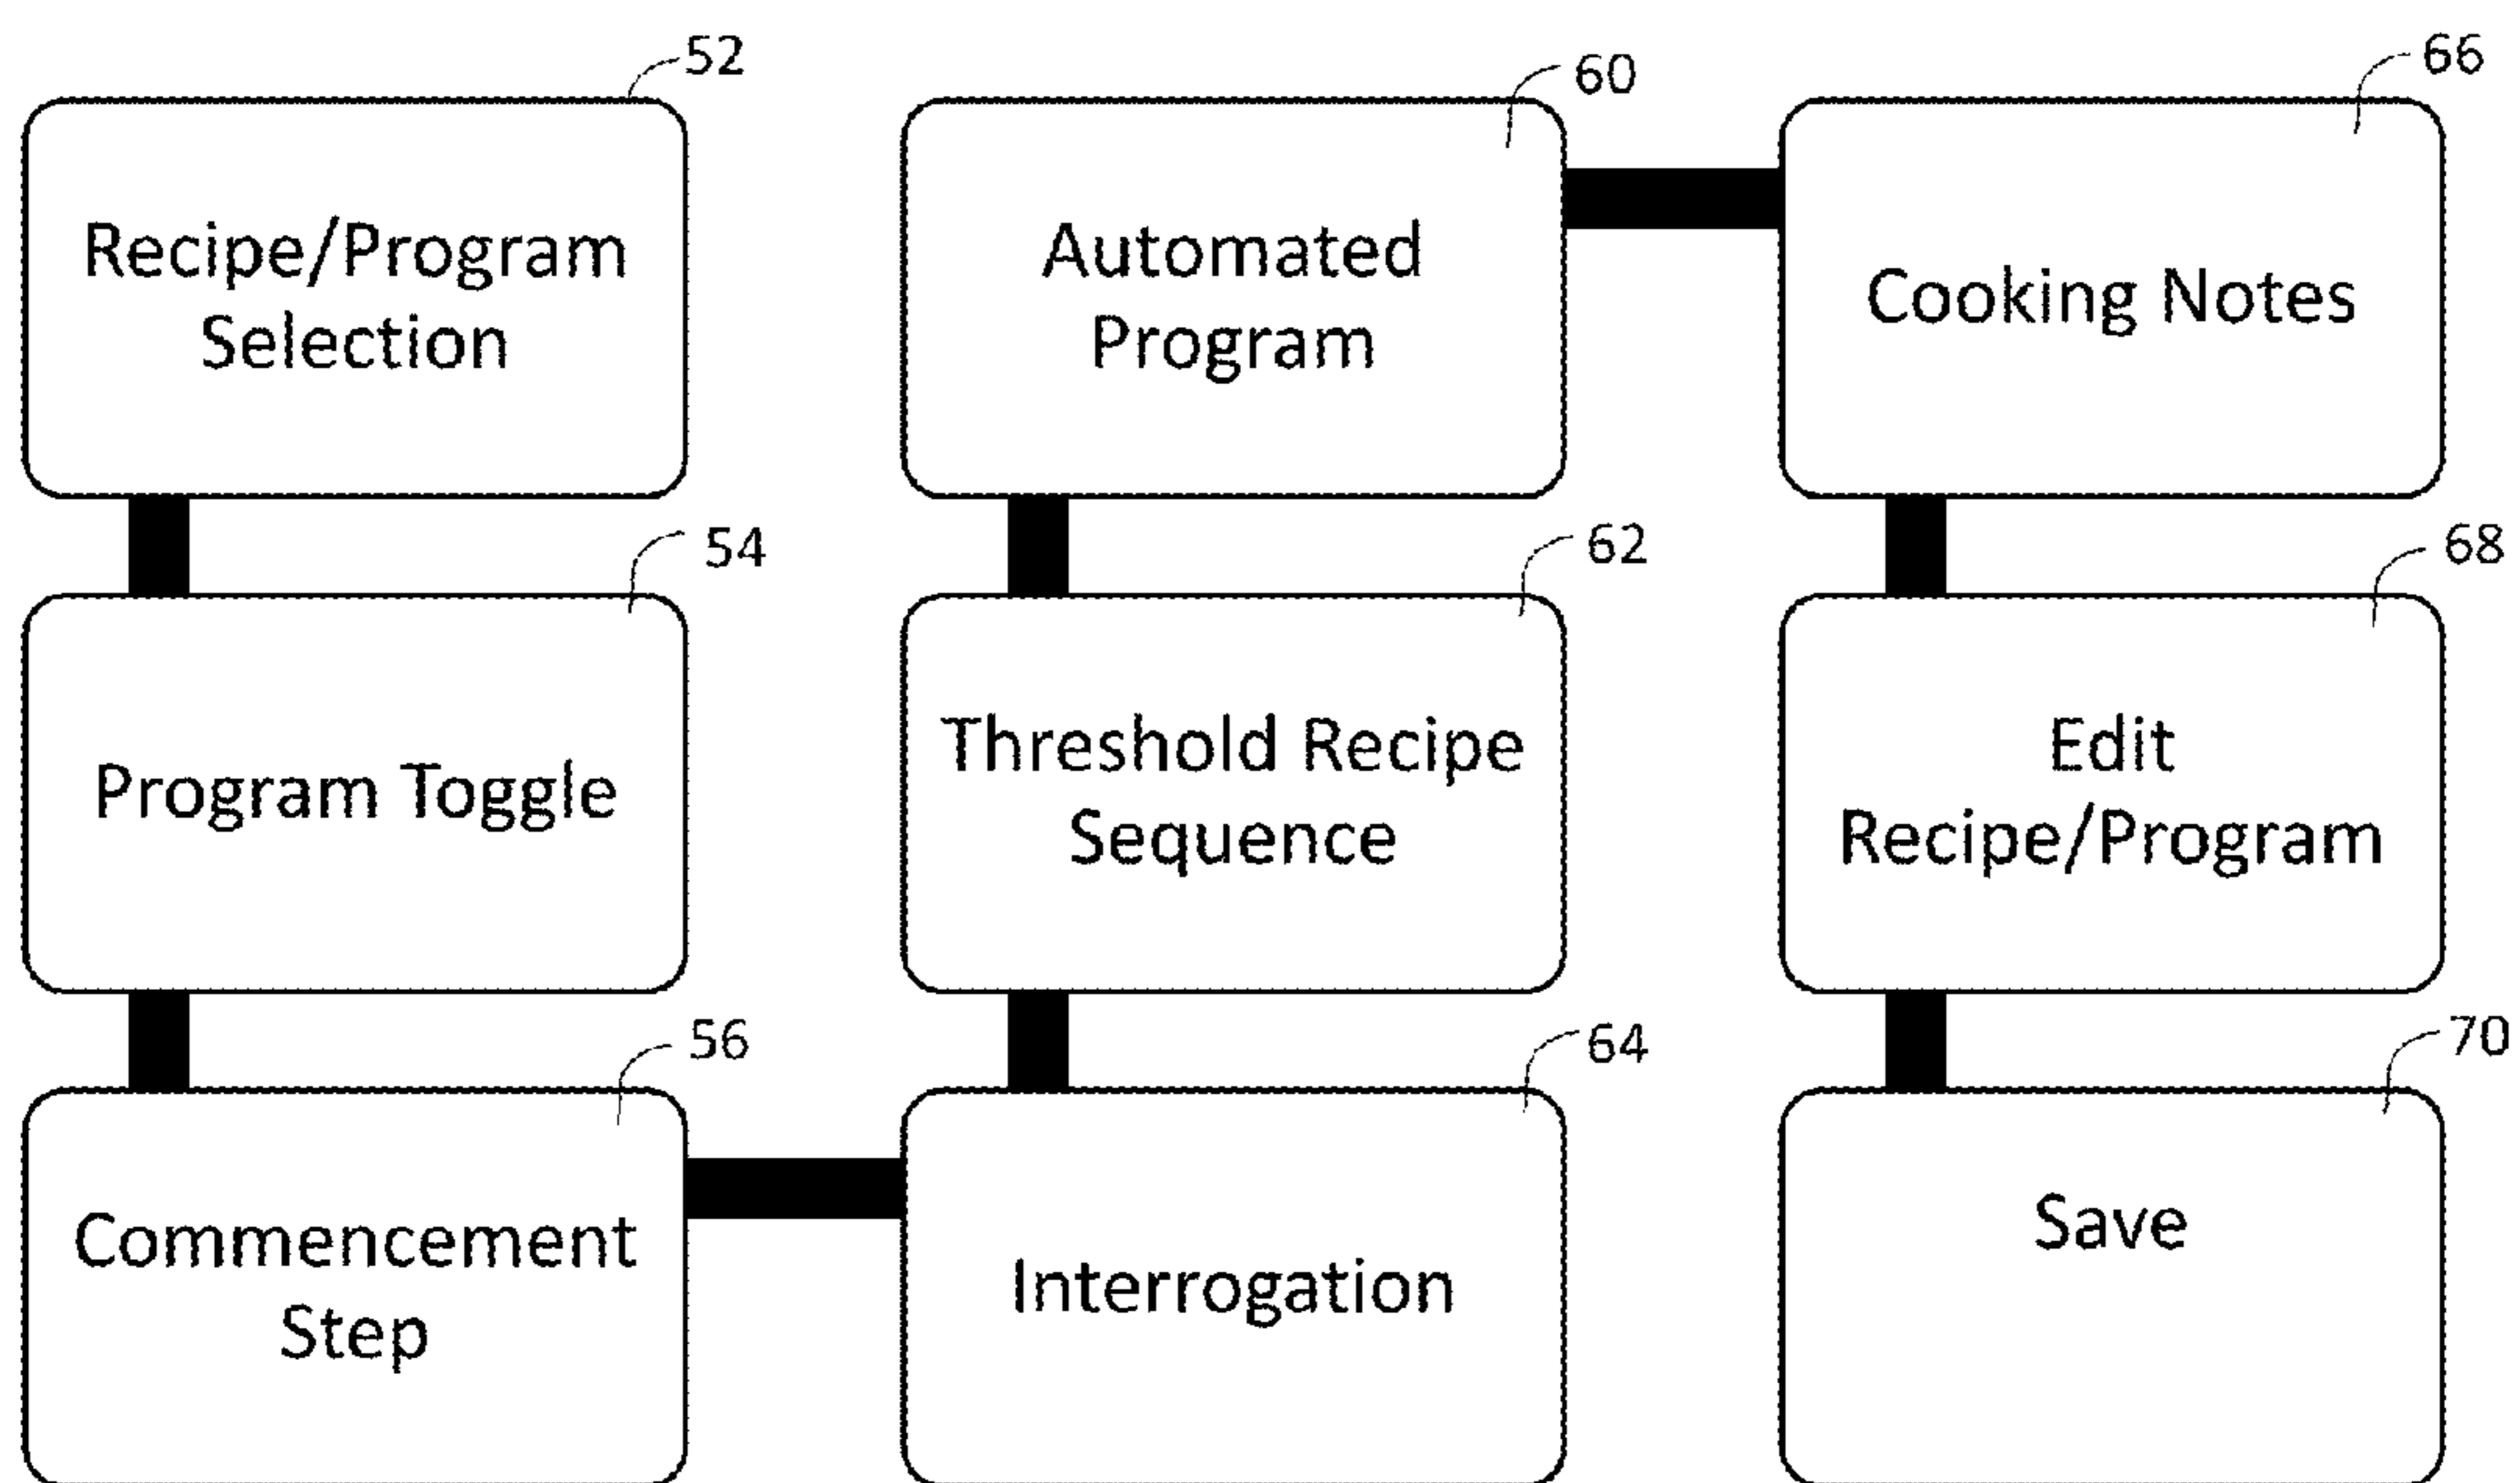 52
Recipe/Program
Selection
54
Program Toggle
56
Commencement
Step
60
Automated
Program
62
Threshold Recipe
Sequence
64
Interrogation
66
Cooking Notes
68
Edit
Recipe/Program
70
Save